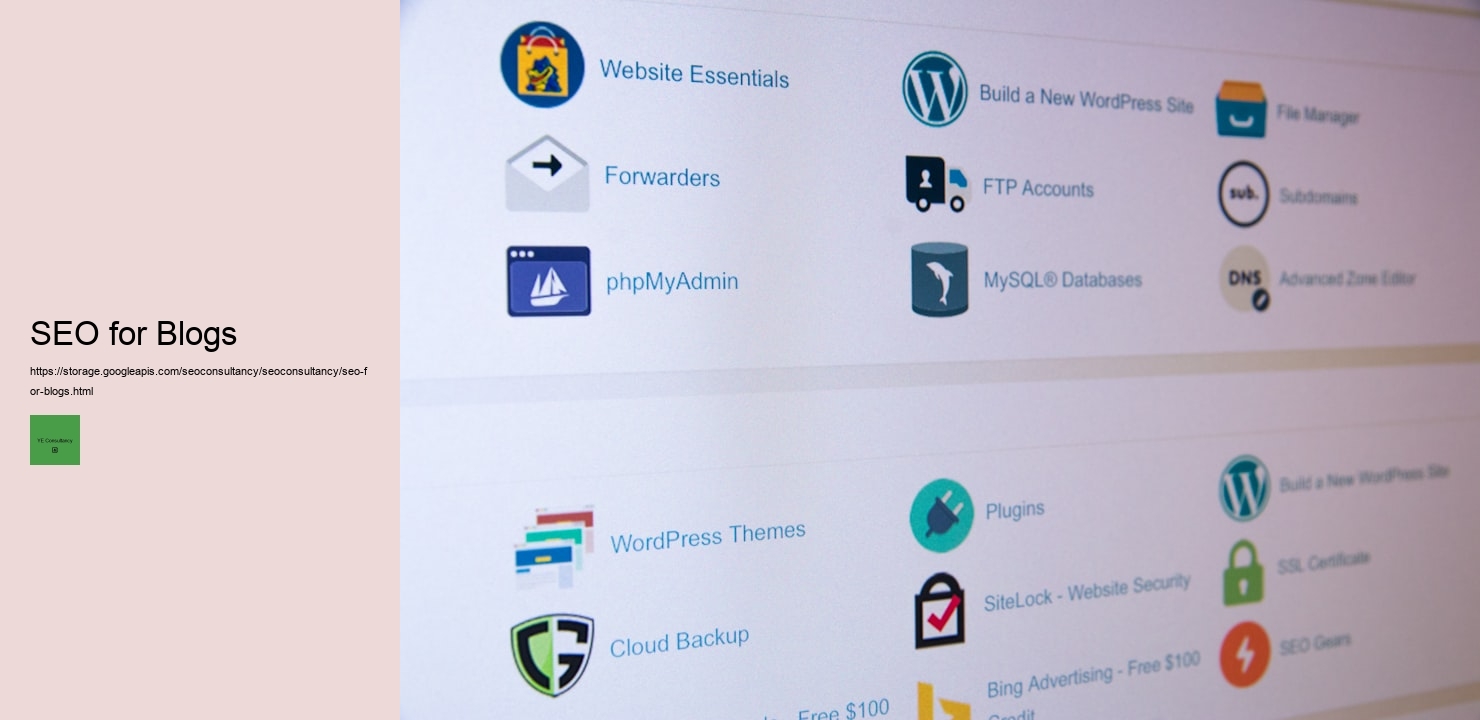 SEO for Blogs
https://storage.googleapis.com/seoconsultancy/seoconsultancy/seo-f
or-blogs.html
YE Consultancy
Website Essentials
Build a New WordPress Site
File Manager
Forwarders
FTP Accounts
sub.
Subdomains
phpMyAdmin
MySQL® Databases
DNS
Advanced Zone Editor
WordPress Themes
Plugins
Build a New WordPress Site
SiteLock - Website Security
SSL Certificate
Cloud Backup
SEO Gears
Bing Advertising - Free $100
Credit
- Free $100